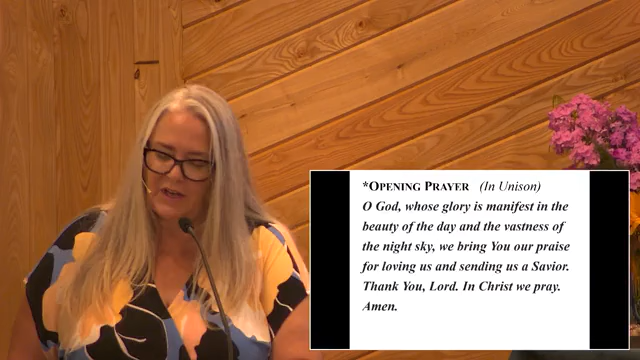 *OPENING PRAYER (In Unison)
O God, whose glory is manifest in the
beauty of the day and the vastness of
the night sky, we bring You our praise
for loving us and sending us a Savior.
Thank You, Lord. In Christ we pray.
Amen.